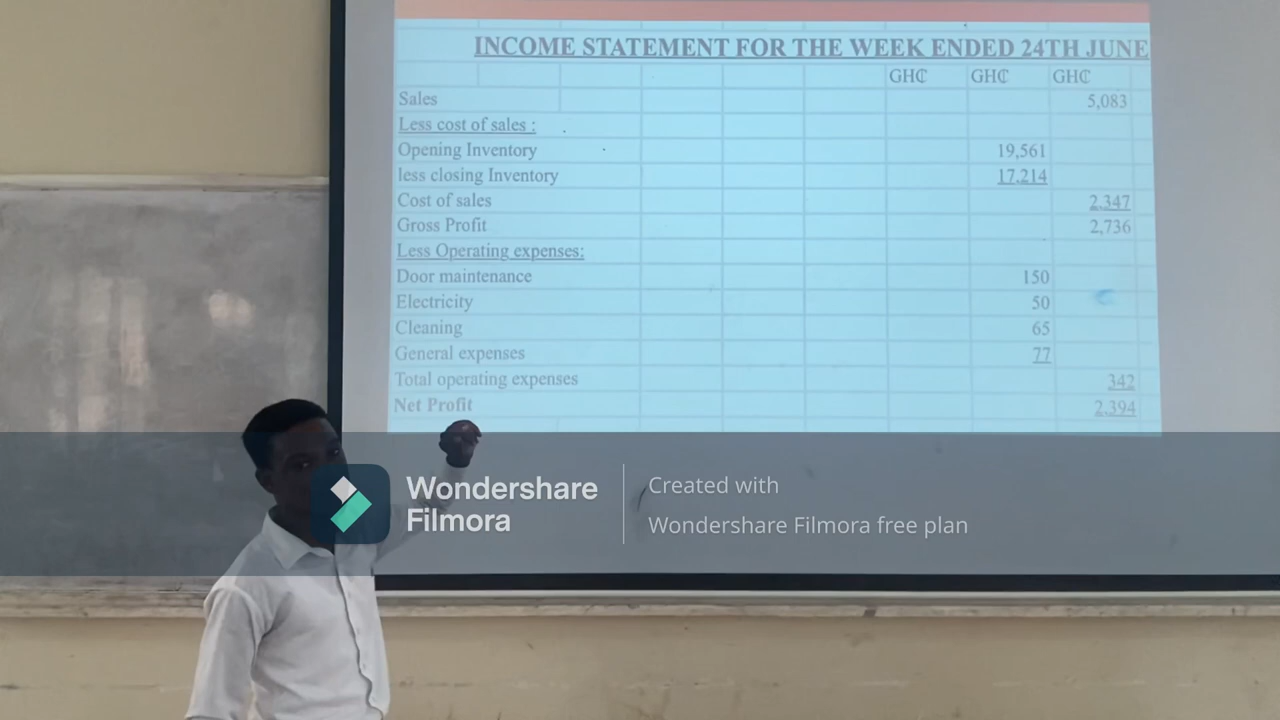 INCOME STATEMENT FOR THE WEEK ENDED 24TH JUNE
GH₵ GH₵ GH₵
Sales 5,083
Less cost of sales :
Opening Inventory 19,561
less closing Inventory 17,214
Cost of sales 2,347
Gross Profit 2,736
Less Operating expenses:
Door maintenance 150
Electricity 50
Cleaning 65
General expenses 77
Total operating expenses 342
Net Profit 2,394
Wondershare
Filmora
Created with
Wondershare Filmora free plan